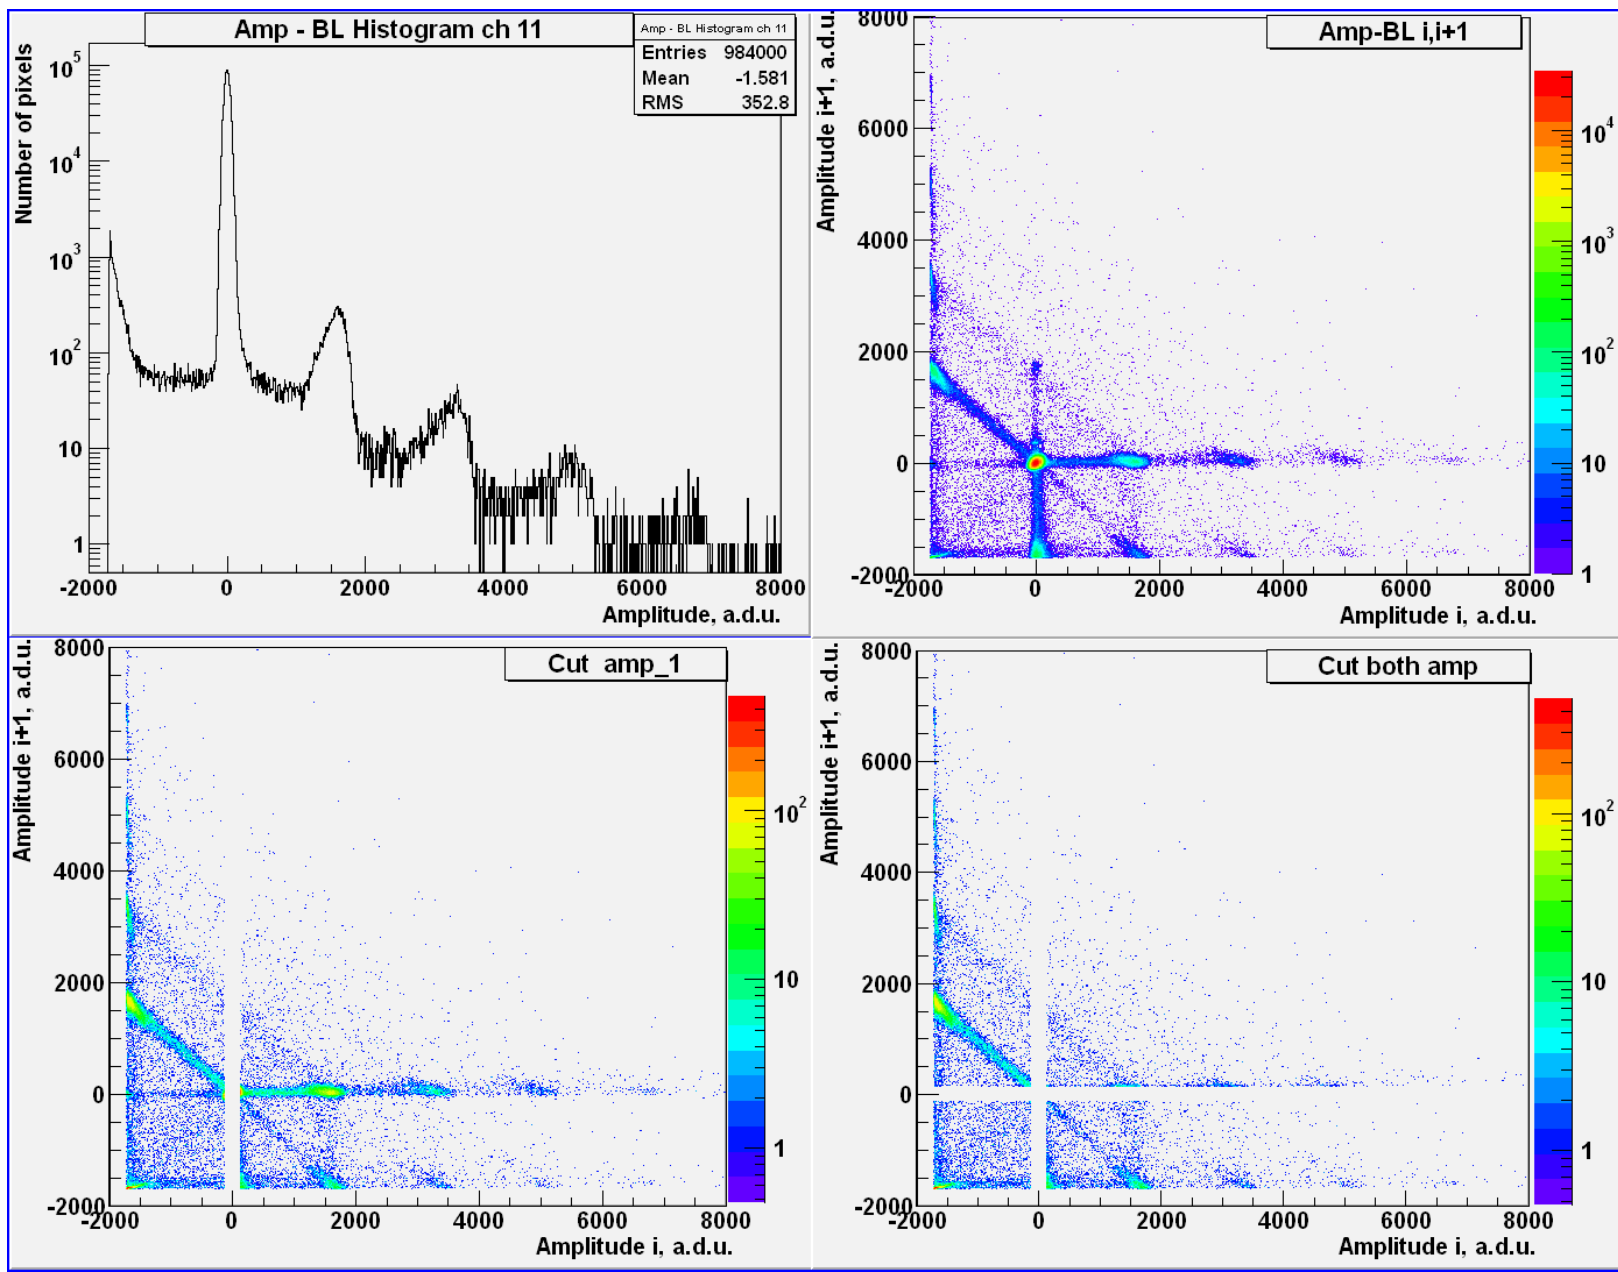 Amp - BL Histogram ch 11
Amp - BL Histogram ch 11
Entries 984000
Mean -1.581
RMS 352.8
Number of pixels
10^5
10^4
10^3
10^2
10
1
-2000 0 2000 4000 6000 8000
Amplitude, a.d.u.
Amp-BL i,i+1
Amplitude i+1, a.d.u.
8000
6000
4000
2000
0
-2000
-2000 0 2000 4000 6000 8000
Amplitude i, a.d.u.
10^4
10^3
10^2
10
1
Cut amp_1
Amplitude i+1, a.d.u.
8000
6000
4000
2000
0
-2000
-2000 0 2000 4000 6000 8000
Amplitude i, a.d.u.
10^2
10
1
Cut both amp
Amplitude i+1, a.d.u.
8000
6000
4000
2000
0
-2000
-2000 0 2000 4000 6000 8000
Amplitude i, a.d.u.
10^2
10
1